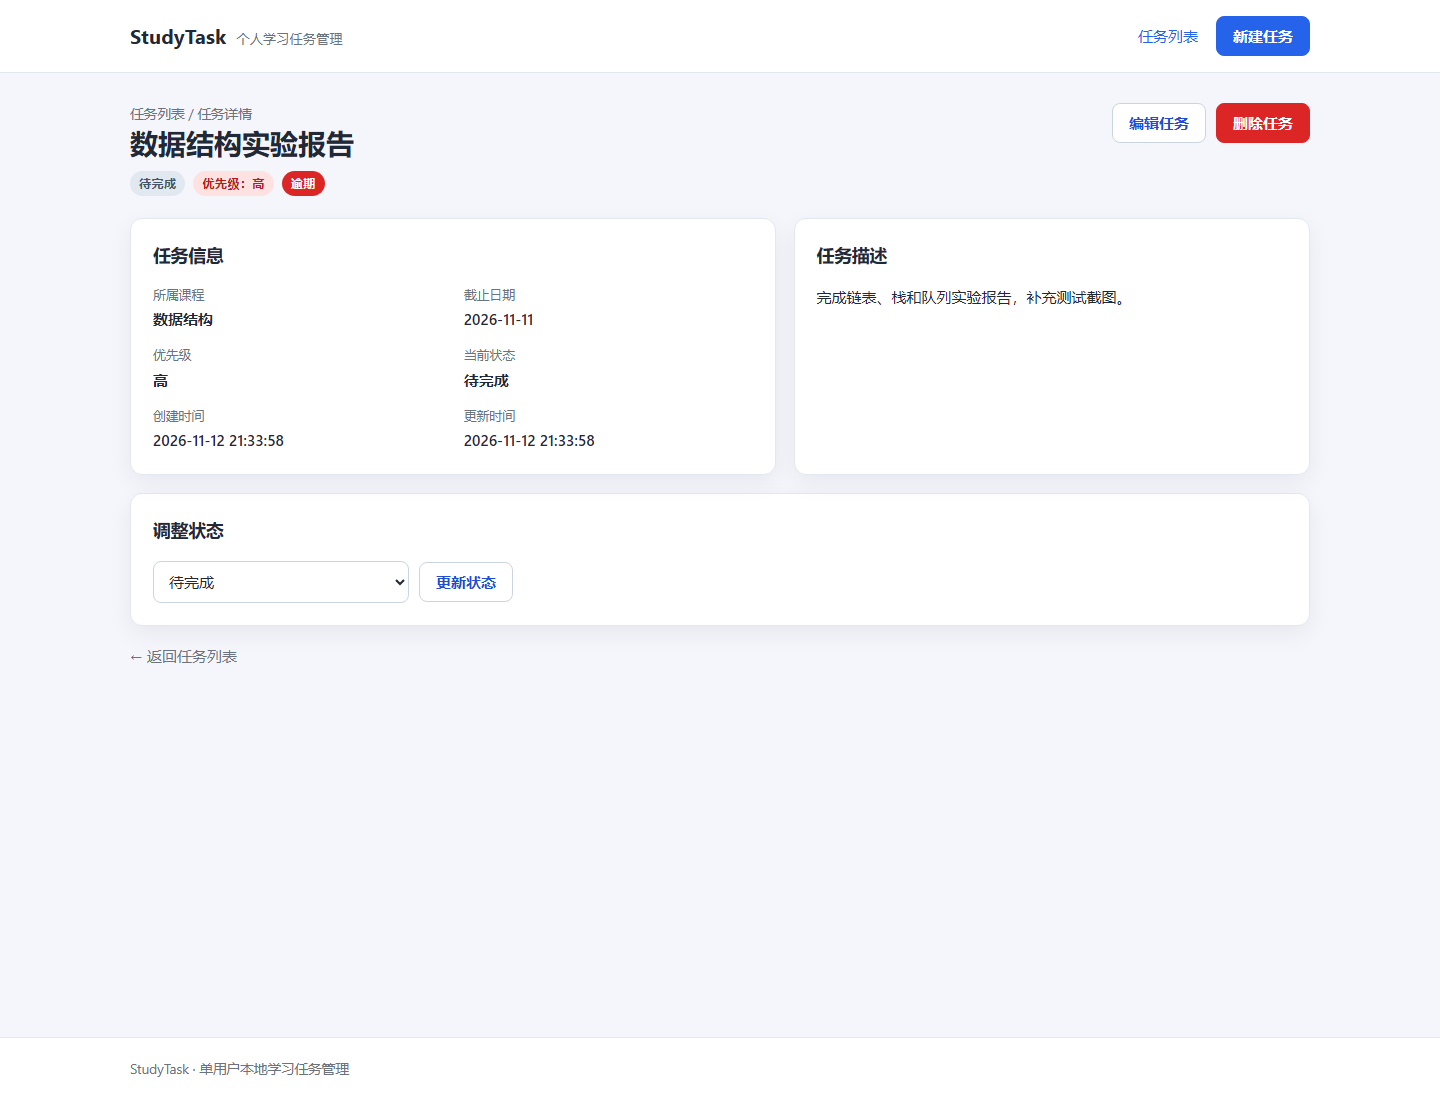 StudyTask 个人学习任务管理
任务列表 新建任务
任务列表 / 任务详情
数据结构实验报告
编辑任务 删除任务
待完成 优先级：高 逾期
任务信息
所属课程 截止日期
数据结构 2026-11-11
优先级 当前状态
高 待完成
创建时间 更新时间
2026-11-12 21:33:58 2026-11-12 21:33:58
任务描述
完成链表、栈和队列实验报告，补充测试截图。
调整状态
待完成 更新状态
← 返回任务列表
StudyTask · 单用户本地学习任务管理